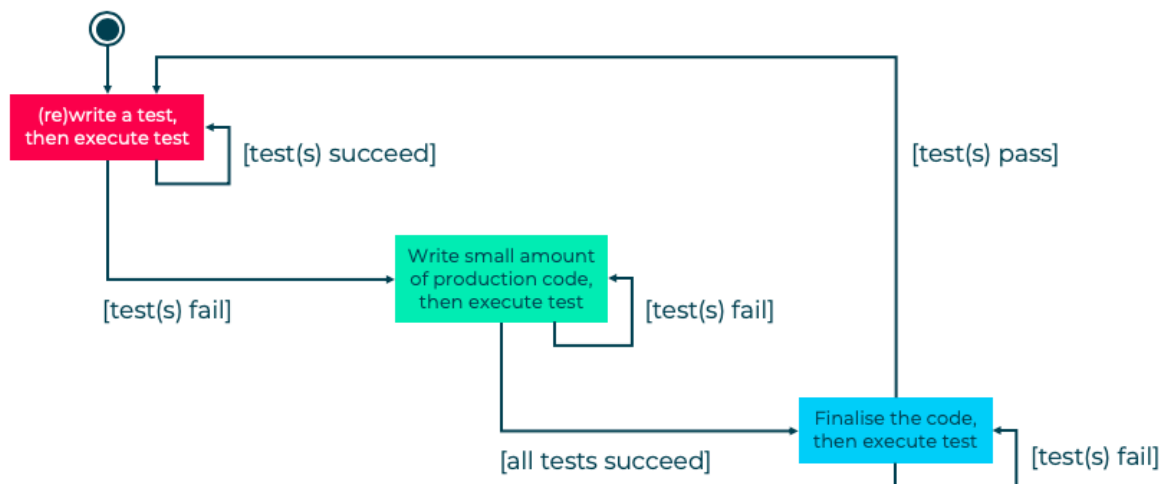 (re)write a test,
then execute test
[test(s) succeed]
[test(s) pass]
Write small amount
of production code,
then execute test
[test(s) fail]
[test(s) fail]
Finalise the code,
then execute test
[all tests succeed]
[test(s) fail]